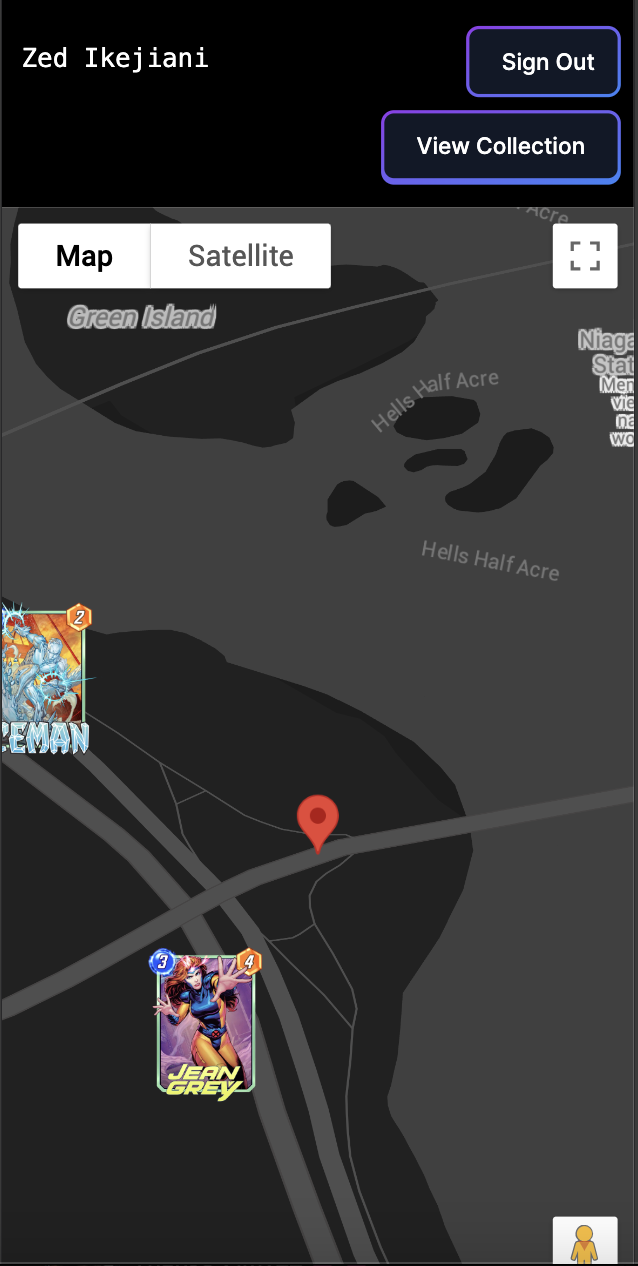 Zed Ikejiani
Sign Out
View Collection
Acre
Map
Satellite
Green Island
Hells Half Acre
Hells Half Acre
2
3
4
JEAN
GREY